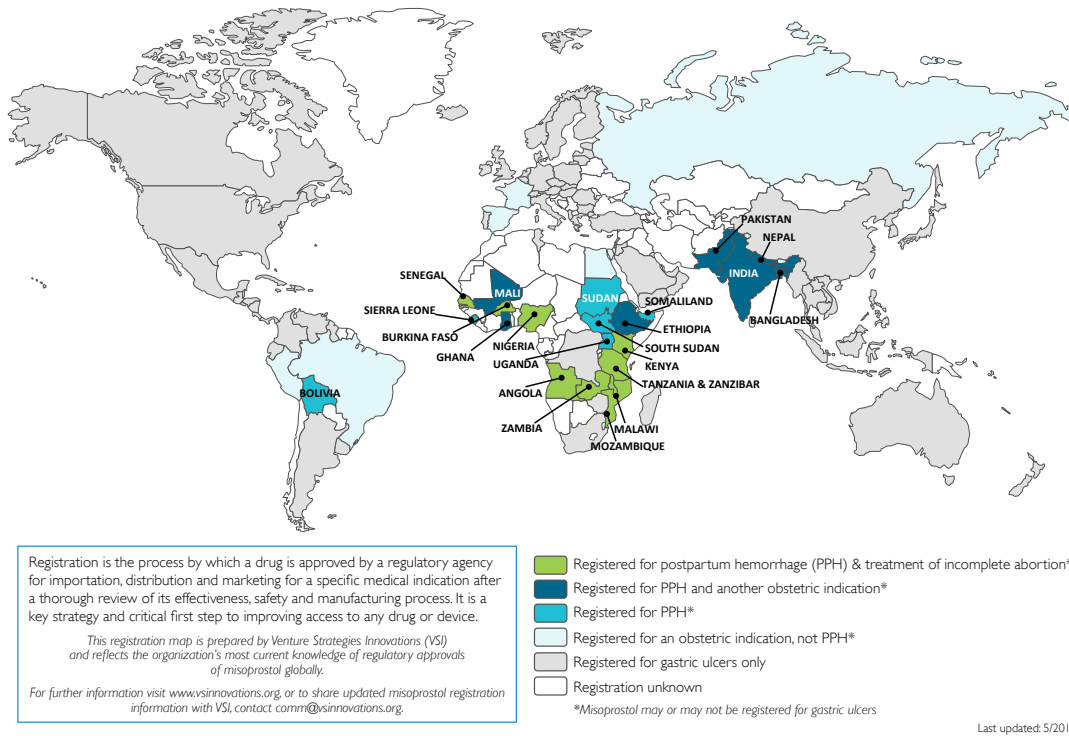 PAKISTAN
NEPAL
INDIA
BANGLADESH
SENEGAL
MALI
SUDAN
SOMALILAND
SIERRA LEONE
BURKINA FASO
ETHIOPIA
NIGERIA
GHANA
SOUTH SUDAN
UGANDA
KENYA
TANZANIA & ZANZIBAR
ANGOLA
BOLIVIA
ZAMBIA
MALAWI
MOZAMBIQUE
Registration is the process by which a drug is approved by a regulatory agency
for importation, distribution and marketing for a specific medical indication after
a thorough review of its effectiveness, safety and manufacturing process. It is a
key strategy and critical first step to improving access to any drug or device.
This registration map is prepared by Venture Strategies Innovations (VSI)
and reflects the organization's most current knowledge of regulatory approvals
of misoprostol globally.
For further information visit www.vsinnovations.org, or to share updated misoprostol registration
information with VSI, contact comm@vsinnovations.org.
Registered for postpartum hemorrhage (PPH) & treatment of incomplete abortion*
Registered for PPH and another obstetric indication*
Registered for PPH*
Registered for an obstetric indication, not PPH*
Registered for gastric ulcers only
Registration unknown
*Misoprostol may or may not be registered for gastric ulcers
Last updated: